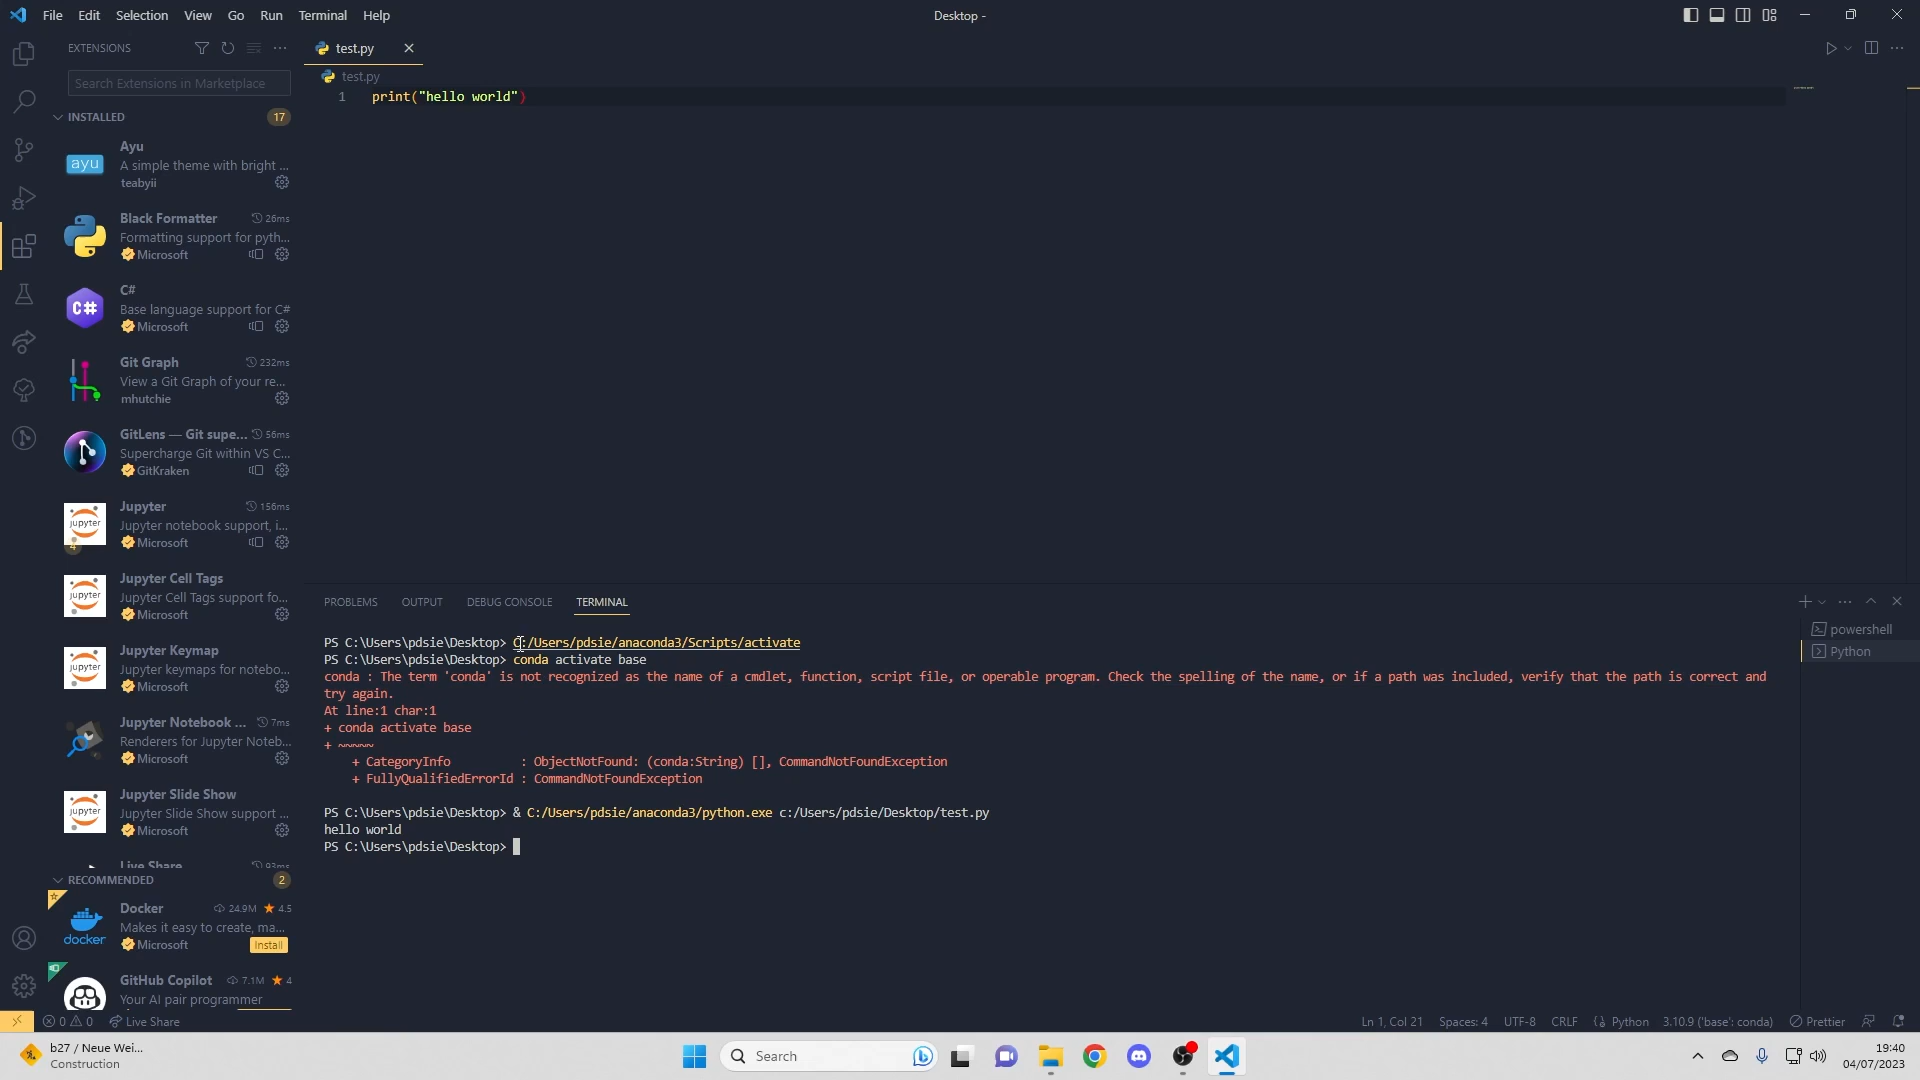 File Edit Selection View Go Run Terminal Help
Desktop -
EXTENSIONS
Search Extensions in Marketplace
INSTALLED 17
ayu
Ayu
A simple theme with bright ...
teabyii
Black Formatter 26ms
Formatting support for pyth...
Microsoft
C#
C#
Base language support for C#
Microsoft
Git Graph 232ms
View a Git Graph of your re...
mhutchie
GitLens — Git supe... 56ms
Supercharge Git within VS C...
GitKraken
jupyter
4
Jupyter 156ms
Jupyter notebook support, i...
Microsoft
jupyter
Jupyter Cell Tags
Jupyter Cell Tags support fo...
Microsoft
jupyter
Jupyter Keymap
Jupyter keymaps for notebo...
Microsoft
Jupyter Notebook ... 7ms
Renderers for Jupyter Noteb...
Microsoft
jupyter
Jupyter Slide Show
Jupyter Slide Show support ...
Microsoft
Live Share 93ms
RECOMMENDED 2
docker
Docker 24.9M 4.5
Makes it easy to create, ma...
Microsoft Install
GitHub Copilot 7.1M 4
Your AI pair programmer
test.py
test.py
1 print("hello world")
PROBLEMS OUTPUT DEBUG CONSOLE TERMINAL
powershell
Python
PS C:\Users\pdsie\Desktop> C:/Users/pdsie/anaconda3/Scripts/activate
PS C:\Users\pdsie\Desktop> conda activate base
conda : The term 'conda' is not recognized as the name of a cmdlet, function, script file, or operable program. Check the spelling of the name, or if a path was included, verify that the path is correct and
try again.
At line:1 char:1
+ conda activate base
+ ~~~~~
+ CategoryInfo : ObjectNotFound: (conda:String) [], CommandNotFoundException
+ FullyQualifiedErrorId : CommandNotFoundException
PS C:\Users\pdsie\Desktop> & C:/Users/pdsie/anaconda3/python.exe c:/Users/pdsie/Desktop/test.py
hello world
PS C:\Users\pdsie\Desktop>
0 0 Live Share
Ln 1, Col 21 Spaces: 4 UTF-8 CRLF Python 3.10.9 ('base': conda) Prettier
b27 / Neue Wei...
Construction
Search
19:40
04/07/2023